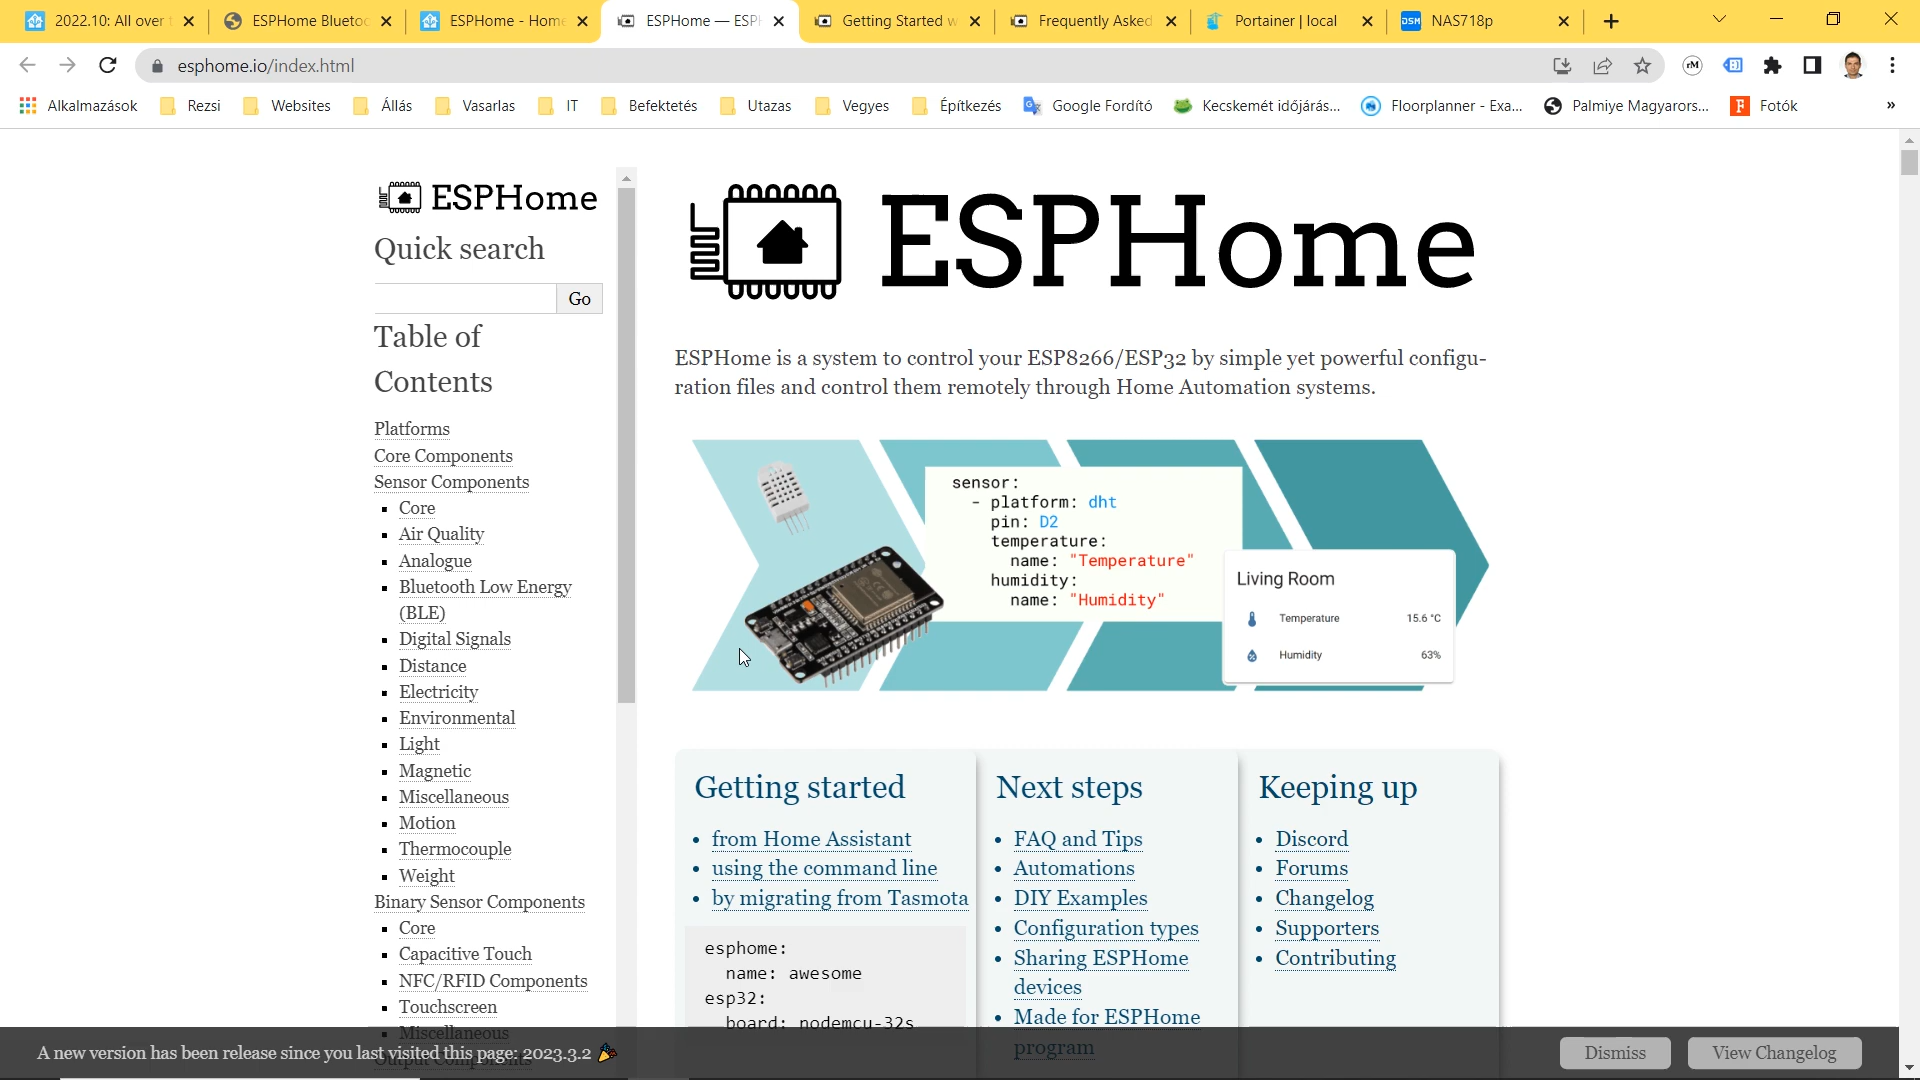 2022.10: All over
ESPHome Bluetoo
ESPHome - Home
ESPHome — ESPH
Getting Started w
Frequently Asked
Portainer | local
DSM
NAS718p
esphome.io/index.html
rM
Alkalmazások
Rezsi
Websites
Állás
Vasarlas
IT
Befektetés
Utazas
Vegyes
Építkezés
Google Fordító
Kecskemét időjárás...
Floorplanner - Exa...
Palmiye Magyarors...
Fotók
»
ESPHome
Quick search
Go
Table of
Contents
Platforms
Core Components
Sensor Components
Core
Air Quality
Analogue
Bluetooth Low Energy
(BLE)
Digital Signals
Distance
Electricity
Environmental
Light
Magnetic
Miscellaneous
Motion
Thermocouple
Weight
Binary Sensor Components
Core
Capacitive Touch
NFC/RFID Components
Touchscreen
Miscellaneous
Output Components
ESPHome
ESPHome is a system to control your ESP8266/ESP32 by simple yet powerful configu-
ration files and control them remotely through Home Automation systems.
sensor:
- platform: dht
pin: D2
temperature:
name: "Temperature"
humidity:
name: "Humidity"
Living Room
Temperature 15.6 °C
Humidity 63%
Getting started
from Home Assistant
using the command line
by migrating from Tasmota
esphome:
name: awesome
esp32:
board: nodemcu-32s
Next steps
FAQ and Tips
Automations
DIY Examples
Configuration types
Sharing ESPHome
devices
Made for ESPHome
program
Keeping up
Discord
Forums
Changelog
Supporters
Contributing
A new version has been release since you last visited this page: 2023.3.2 🎉
Dismiss
View Changelog